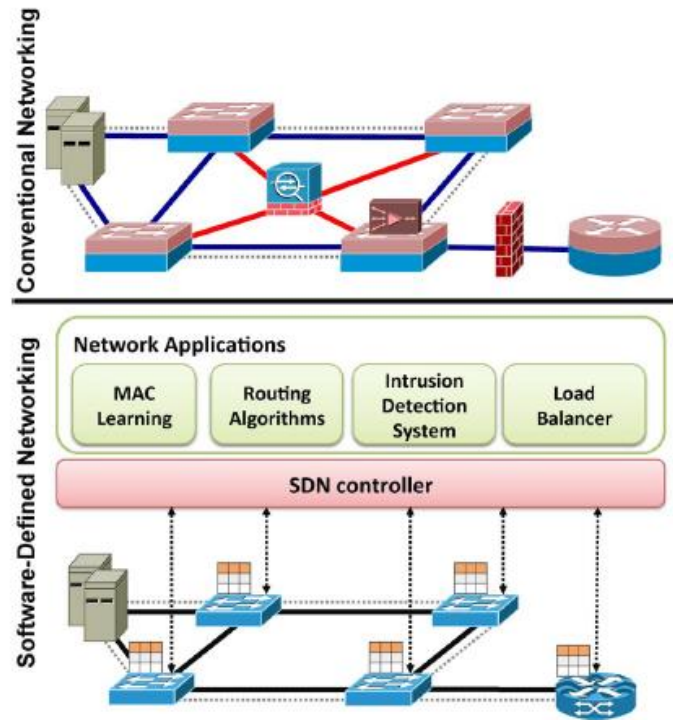 Conventional Networking
Software-Defined Networking
Network Applications
MAC
Learning
Routing
Algorithms
Intrusion
Detection
System
Load
Balancer
SDN controller